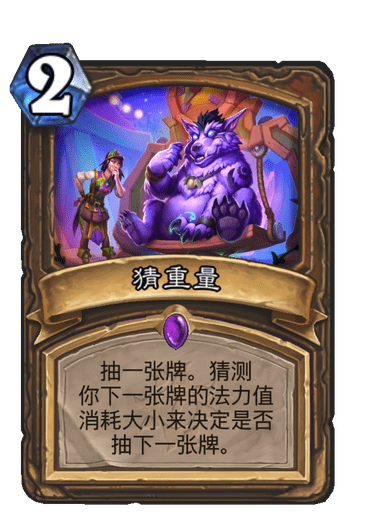 2
猜重量
抽一张牌。猜测
你下一张牌的法力值
消耗大小来决定是否
抽下一张牌。